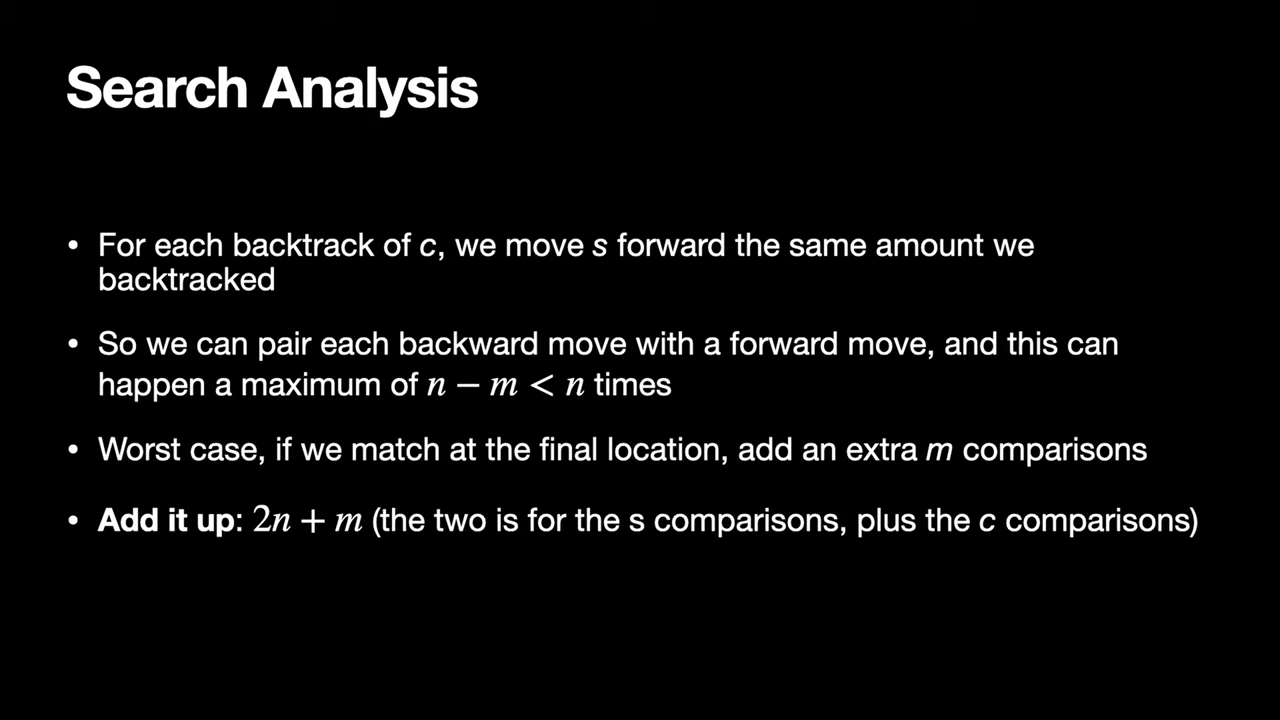 Search Analysis
• For each backtrack of c, we move s forward the same amount we
backtracked
• So we can pair each backward move with a forward move, and this can
happen a maximum of n − m < n times
• Worst case, if we match at the final location, add an extra m comparisons
• Add it up: 2n + m (the two is for the s comparisons, plus the c comparisons)